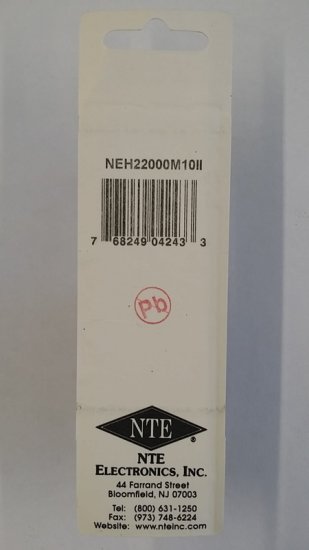 NEH22000M10II
7 68249 04243 3
Pb
NTE ®
NTE
ELECTRONICS, INC.
44 Farrand Street
Bloomfield, NJ 07003
Tel: (800) 631-1250
Fax: (973) 748-6224
Website: www.nteinc.com